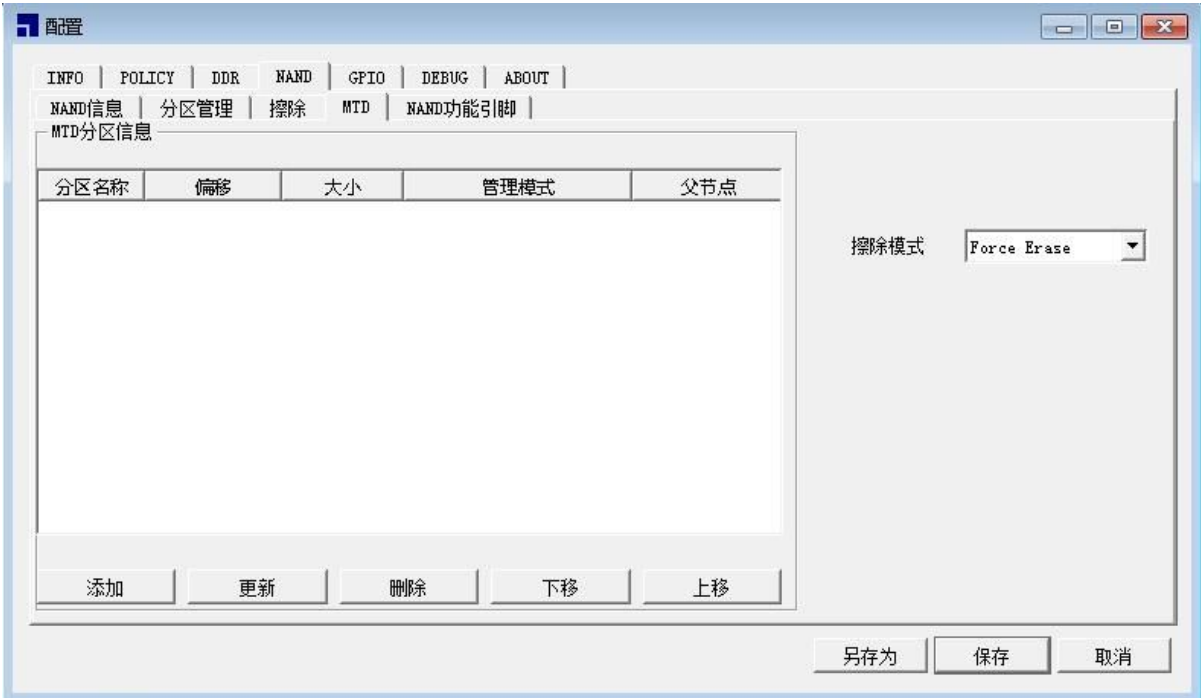 配置
INFO POLICY DDR NAND GPIO DEBUG ABOUT
NAND信息 分区管理 擦除 MTD NAND功能引脚
MTD分区信息
分区名称 偏移 大小 管理模式 父节点
擦除模式 Force Erase
添加 更新 删除 下移 上移
另存为 保存 取消